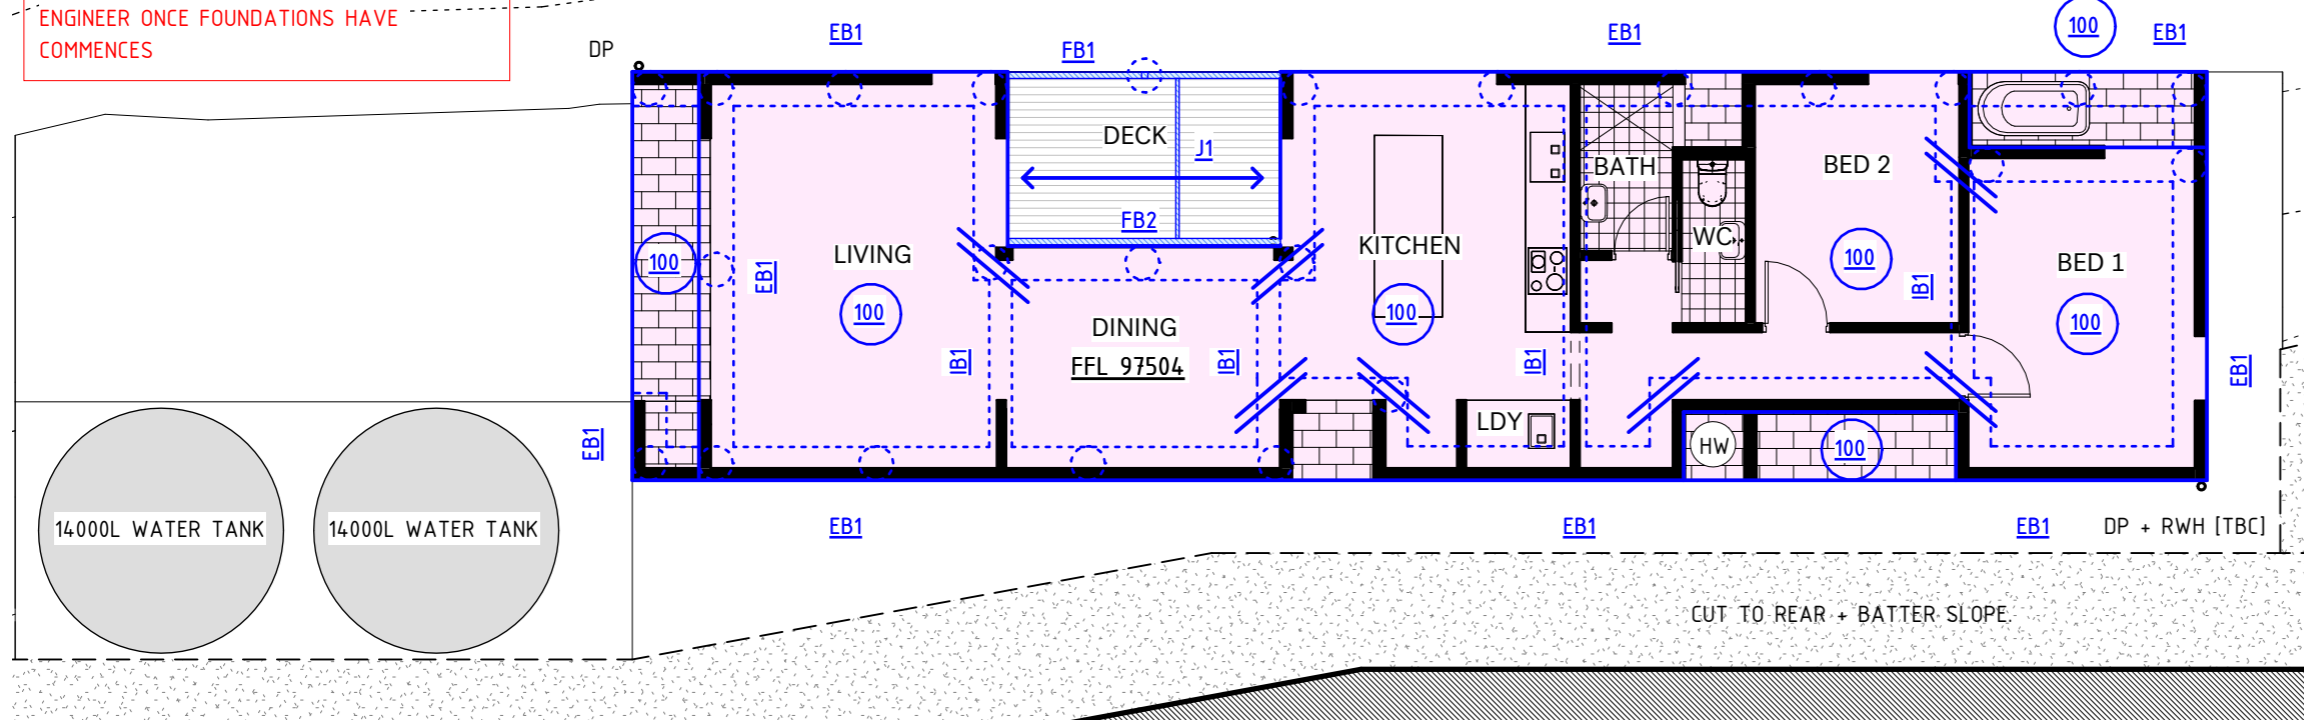 ENGINEER ONCE FOUNDATIONS HAVE
COMMENCES
DP
EB1
FB1
EB1
100
EB1
DECK
J1
BATH
BED 2
FB2
WC
LIVING
KITCHEN
100
EB1
100
IB1
BED 1
100
100
100
DINING
FFL 97504
IB1
IB1
IB1
EB1
LDY
HW
100
EB1
14000L WATER TANK
14000L WATER TANK
EB1
EB1
EB1
DP + RWH [TBC]
CUT TO REAR + BATTER SLOPE.